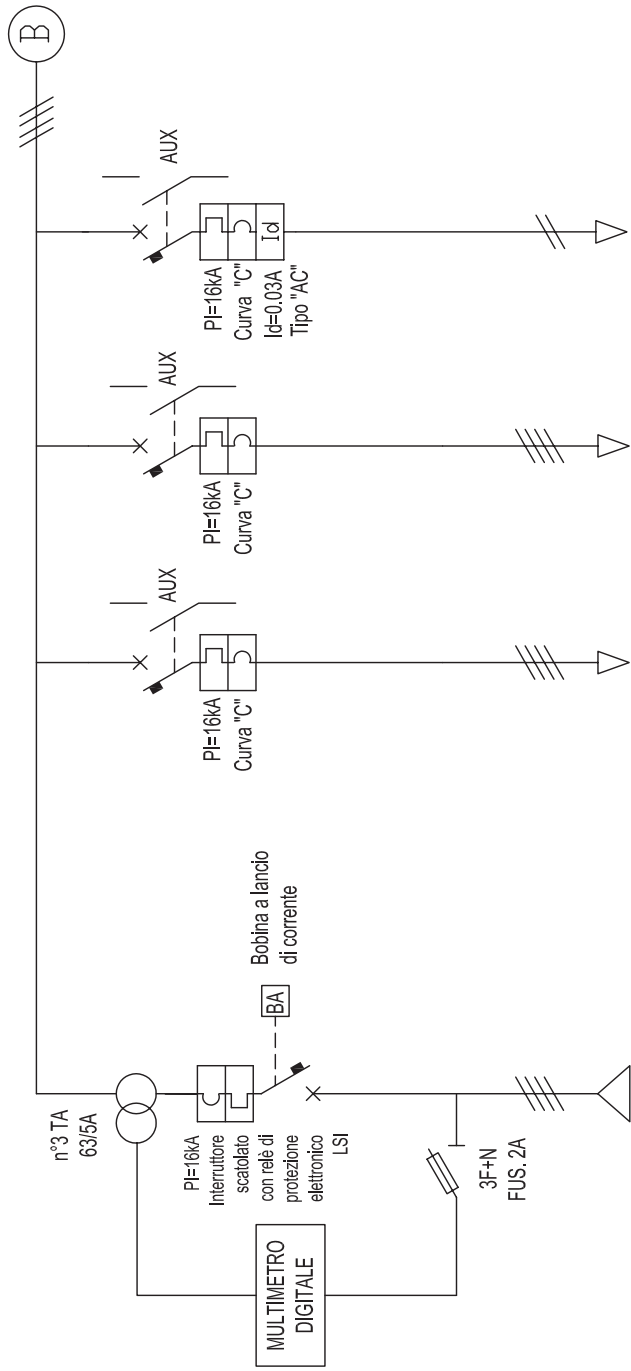 B
AUX
PI=16kA
Curva "C"
Id=0.03A
Tipo "AC"
Id
AUX
PI=16kA
Curva "C"
AUX
PI=16kA
Curva "C"
n°3 TA
63/5A
PI=16kA
Interruttore
scatolato
con relè di
protezione
elettronico
LSI
BA
Bobina a lancio
di corrente
MULTIMETRO
DIGITALE
3F+N
FUS. 2A